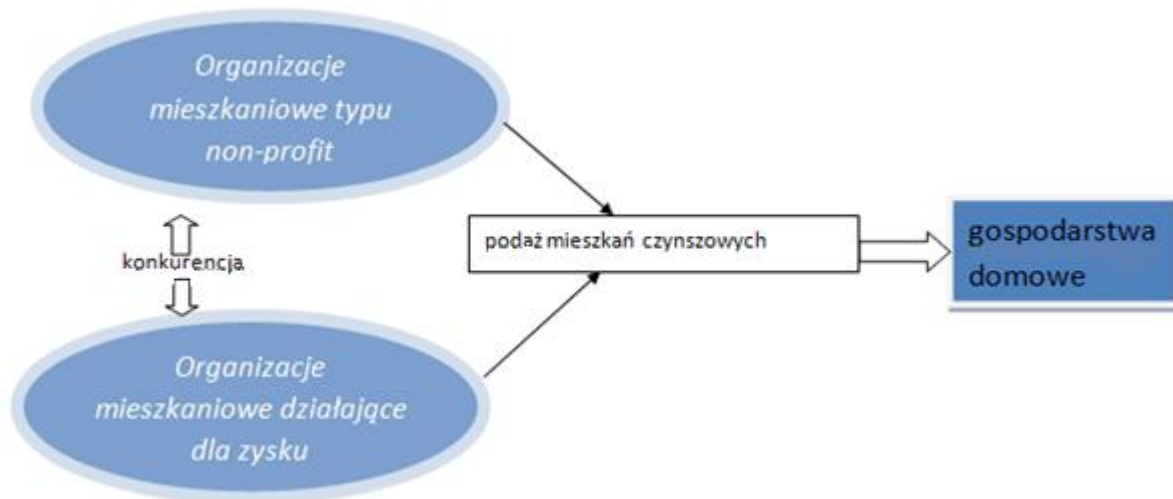 Organizacje
mieszkaniowe typu
non-profit
konkurencja
Organizacje
mieszkaniowe działające
dla zysku
podaż mieszkań czynszowych
gospodarstwa
domowe